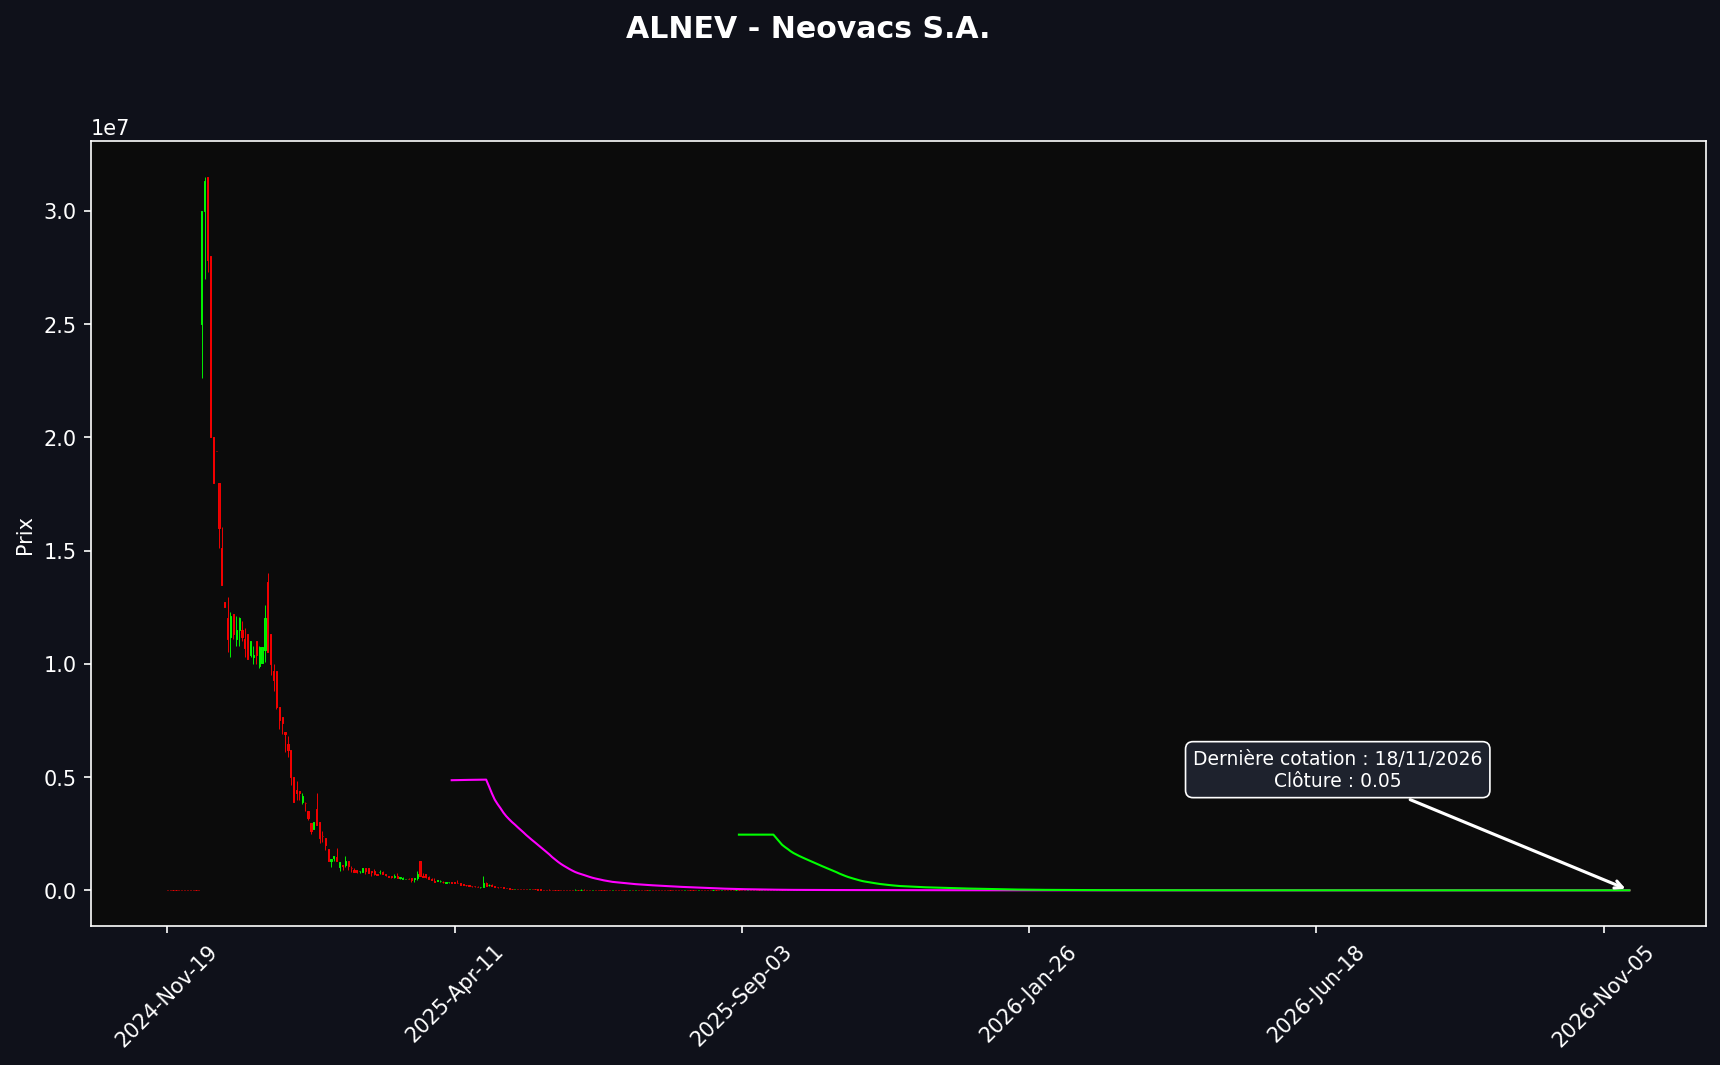 ALNEV - Neovacs S.A.
1e7
3.0
2.5
2.0
1.5
1.0
0.5
0.0
Prix
Dernière cotation : 18/11/2026
Clôture : 0.05
2024-Nov-19
2025-Apr-11
2025-Sep-03
2026-Jan-26
2026-Jun-18
2026-Nov-05